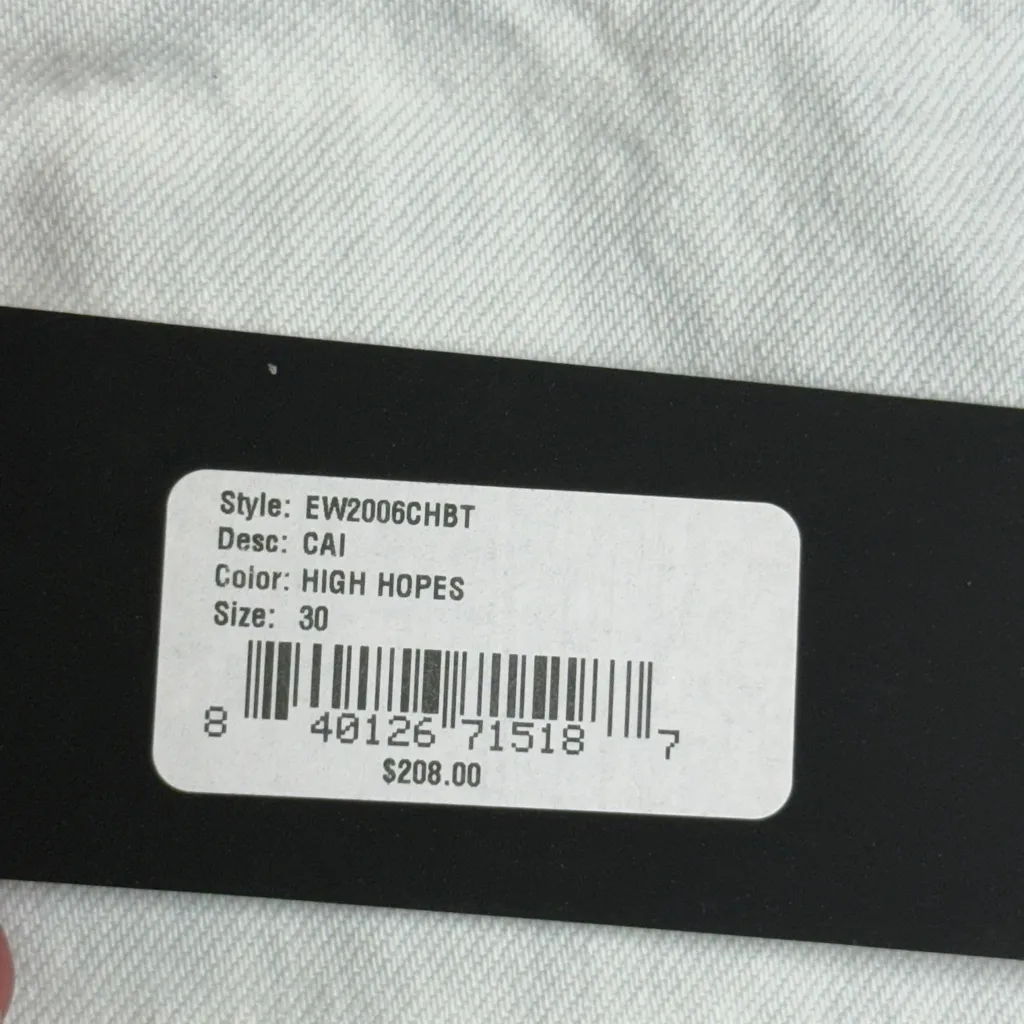 Style: EW2006CHBT
Desc: CAI
Color: HIGH HOPES
Size: 30
8 40126 71518 7
$208.00